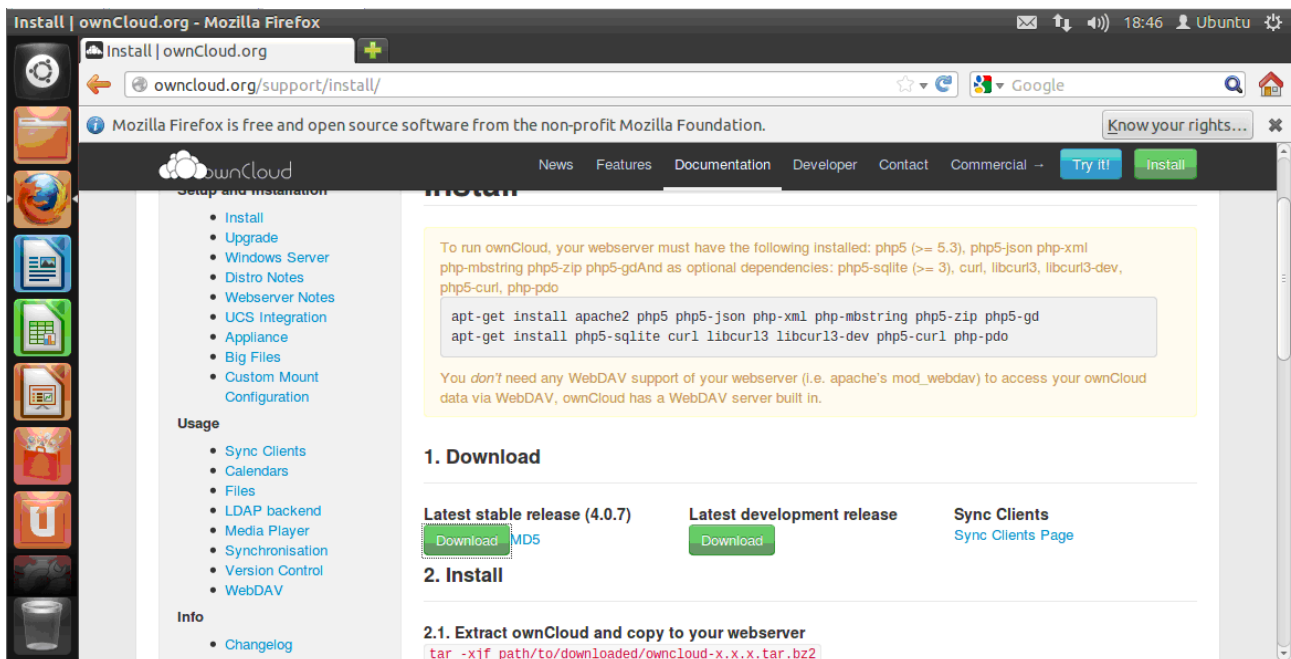 Install | ownCloud.org - Mozilla Firefox
18:46
Ubuntu
Install | ownCloud.org
owncloud.org/support/install/
Google
Mozilla Firefox is free and open source software from the non-profit Mozilla Foundation.
Know your rights...
ownCloud
News
Features
Documentation
Developer
Contact
Commercial →
Try it!
Install
Setup and Installation
Install
Upgrade
Windows Server
Distro Notes
Webserver Notes
UCS Integration
Appliance
Big Files
Custom Mount
Configuration
Usage
Sync Clients
Calendars
Files
LDAP backend
Media Player
Synchronisation
Version Control
WebDAV
Info
Changelog
Install
To run ownCloud, your webserver must have the following installed: php5 (>= 5.3), php5-json php-xml
php-mbstring php5-zip php5-gdAnd as optional dependencies: php5-sqlite (>= 3), curl, libcurl3, libcurl3-dev,
php5-curl, php-pdo
apt-get install apache2 php5 php5-json php-xml php-mbstring php5-zip php5-gd
apt-get install php5-sqlite curl libcurl3 libcurl3-dev php5-curl php-pdo
You don't need any WebDAV support of your webserver (i.e. apache's mod_webdav) to access your ownCloud
data via WebDAV, ownCloud has a WebDAV server built in.
1. Download
Latest stable release (4.0.7)
Download
MD5
Latest development release
Download
Sync Clients
Sync Clients Page
2. Install
2.1. Extract ownCloud and copy to your webserver
tar -xjf path/to/downloaded/owncloud-x.x.x.tar.bz2